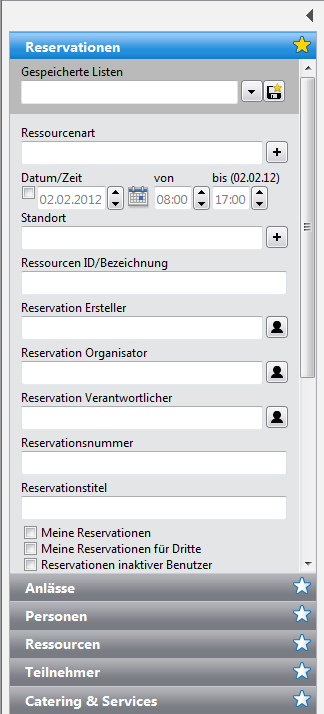 Reservationen
Gespeicherte Listen
Ressourcenart
Datum/Zeit von bis (02.02.12)
02.02.2012 08:00 17:00
Standort
Ressourcen ID/Bezeichnung
Reservation Ersteller
Reservation Organisator
Reservation Verantwortlicher
Reservationsnummer
Reservationstitel
Meine Reservationen
Meine Reservationen für Dritte
Reservationen inaktiver Benutzer
Anlässe
Personen
Ressourcen
Teilnehmer
Catering & Services